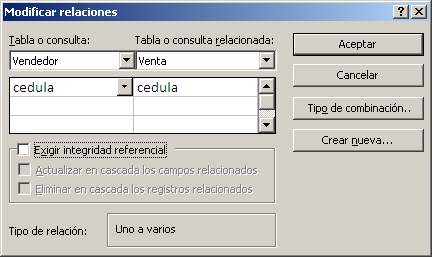 Modificar relaciones
Tabla o consulta: Tabla o consulta relacionada:
Vendedor Venta
cedula cedula
Exigir integridad referencial
Actualizar en cascada los campos relacionados
Eliminar en cascada los registros relacionados
Tipo de relación: Uno a varios
Aceptar
Cancelar
Tipo de combinación..
Crear nueva...